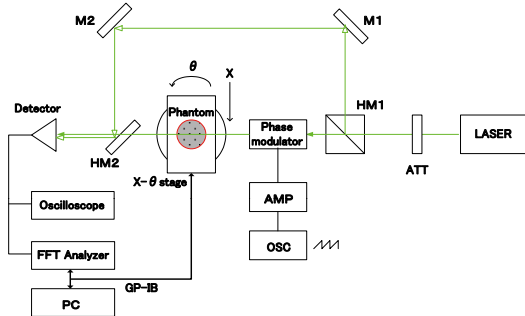 M2
M1
θ
X
Detector
Phantom
HM1
Phase
modulator
LASER
HM2
ATT
X-θ stage
AMP
Oscilloscope
OSC
FFT Analyzer
GP-IB
PC